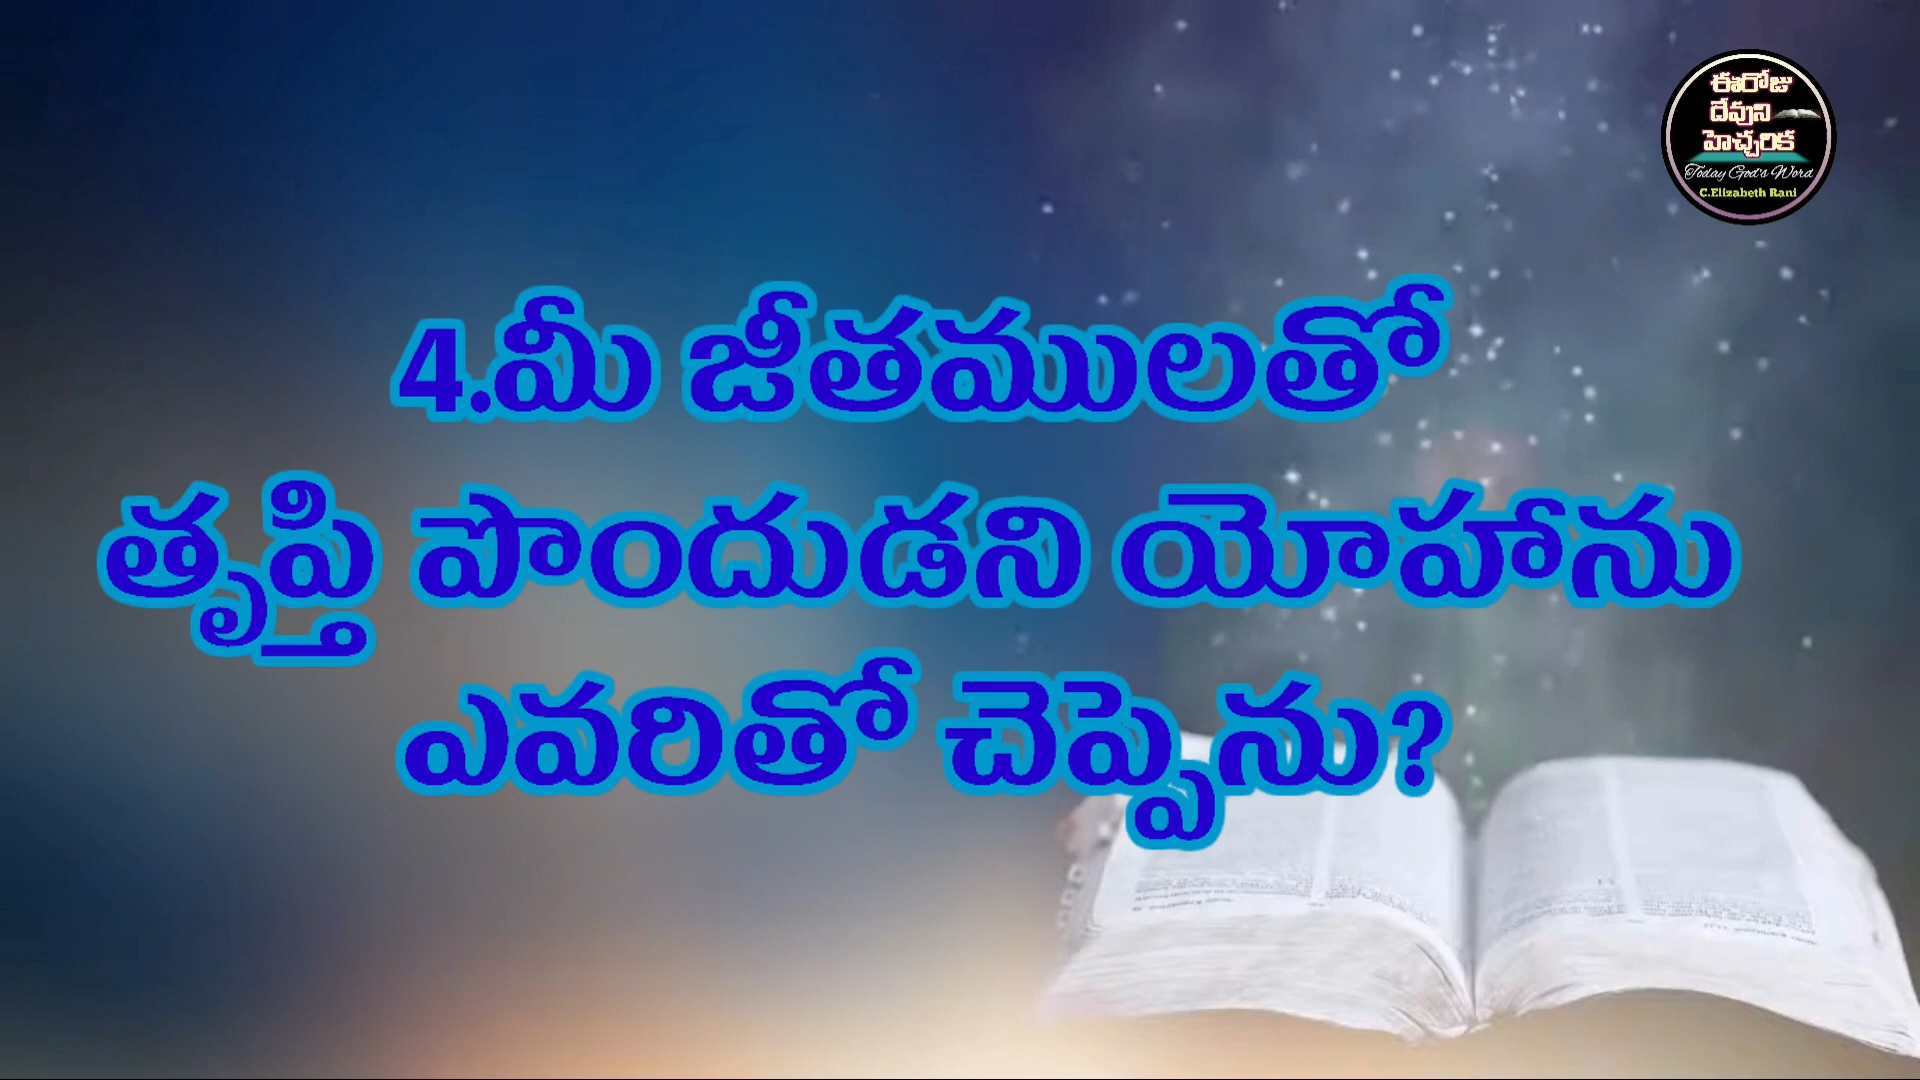 ఈరోజు
దేవుని
హెచ్చరిక
Today God's Word
C.Elizabeth Rani
4.మీ జీతములతో
తృప్తి పొందుడని యోహాను
ఎవరితో చెప్పెను?